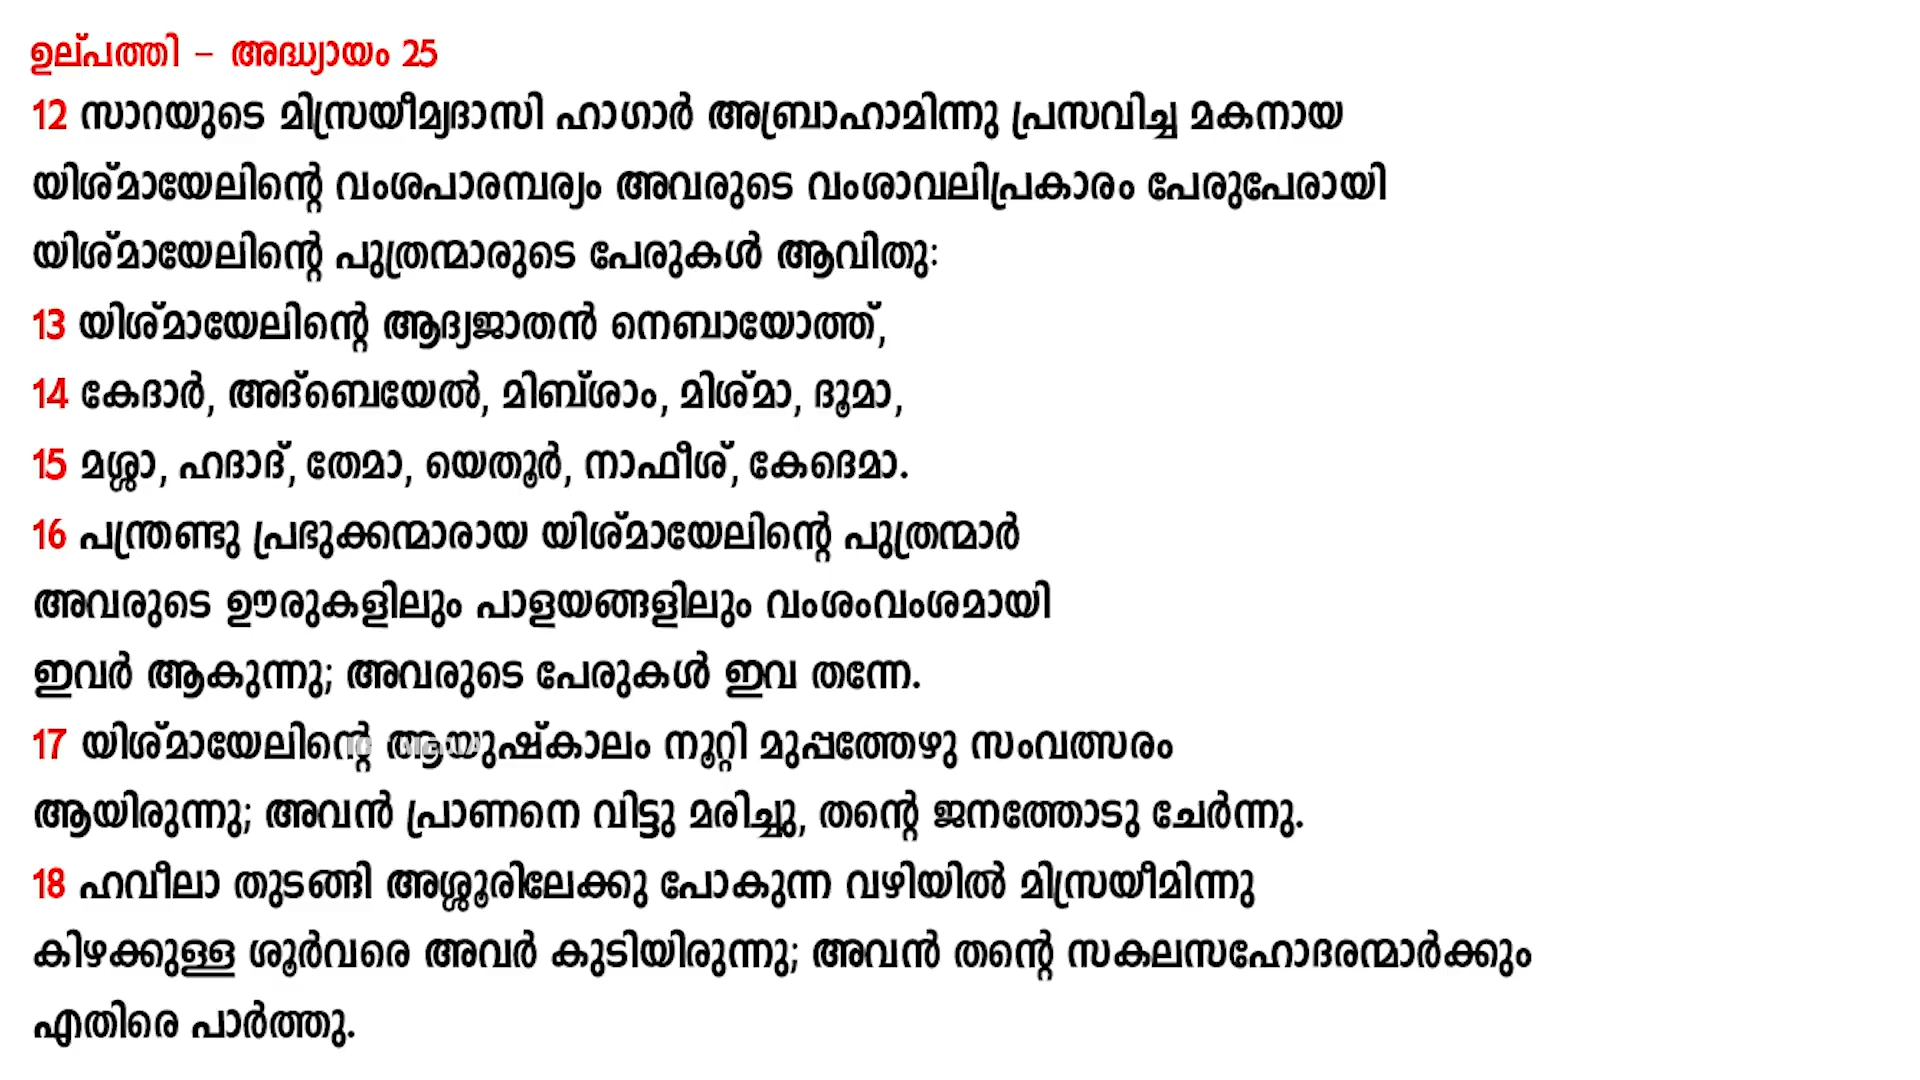 ഉല്പത്തി – അദ്ധ്യായം 25
12 സാറയുടെ മിസ്രയീമ്യദാസി ഹാഗാർ അബ്രാഹാമിന്നു പ്രസവിച്ച മകനായ
യിശ്മായേലിന്റെ വംശപാരമ്പര്യം അവരുടെ വംശാവലിപ്രകാരം പേരുപേരായി
യിശ്മായേലിന്റെ പുത്രന്മാരുടെ പേരുകൾ ആവിതു:
13 യിശ്മായേലിന്റെ ആദ്യജാതൻ നെബായോത്ത്,
14 കേദാർ, അദ്ബെയേൽ, മിബ്ശാം, മിശ്മാ, ദൂമാ,
15 മശ്ശാ, ഹദാദ്, തേമാ, യെതൂർ, നാഫീശ്, കേദെമാ.
16 പന്ത്രണ്ടു പ്രഭുക്കന്മാരായ യിശ്മായേലിന്റെ പുത്രന്മാർ
അവരുടെ ഊരുകളിലും പാളയങ്ങളിലും വംശംവംശമായി
ഇവർ ആകുന്നു; അവരുടെ പേരുകൾ ഇവ തന്നേ.
17 യിശ്മായേലിന്റെ ആയുഷ്കാലം നൂറ്റി മുപ്പത്തേഴു സംവത്സരം
ആയിരുന്നു; അവൻ പ്രാണനെ വിട്ടു മരിച്ചു, തന്റെ ജനത്തോടു ചേർന്നു.
18 ഹവീലാ തുടങ്ങി അശ്ശൂരിലേക്കു പോകുന്ന വഴിയിൽ മിസ്രയീമിന്നു
കിഴക്കുള്ള ശൂർവരെ അവർ കുടിയിരുന്നു; അവൻ തന്റെ സകലസഹോദരന്മാർക്കും
എതിരെ പാർത്തു.